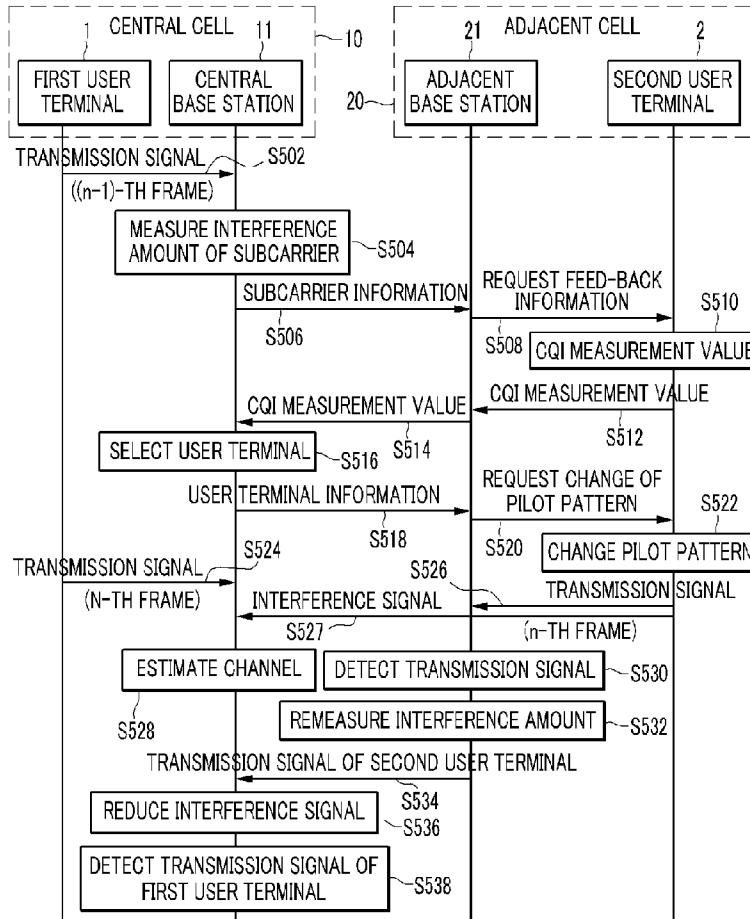 CENTRAL CELL
1
11
10
21
ADJACENT CELL
2
20
FIRST USER
TERMINAL
CENTRAL
BASE STATION
ADJACENT
BASE STATION
SECOND USER
TERMINAL
TRANSMISSION SIGNAL
S502
((n-1)-TH FRAME)
MEASURE INTERFERENCE
AMOUNT OF SUBCARRIER
S504
SUBCARRIER INFORMATION
S506
REQUEST FEED-BACK
INFORMATION
S508
S510
CQI MEASUREMENT VALUE
CQI MEASUREMENT VALUE
S512
CQI MEASUREMENT VALUE
S514
SELECT USER TERMINAL
S516
USER TERMINAL INFORMATION
S518
REQUEST CHANGE OF
PILOT PATTERN
S520
S522
CHANGE PILOT PATTERN
TRANSMISSION SIGNAL
S524
(N-TH FRAME)
S526
TRANSMISSION SIGNAL
INTERFERENCE SIGNAL
S527
(n-TH FRAME)
ESTIMATE CHANNEL
S528
DETECT TRANSMISSION SIGNAL
S530
REMEASURE INTERFERENCE AMOUNT
S532
TRANSMISSION SIGNAL OF SECOND USER TERMINAL
S534
REDUCE INTERFERENCE SIGNAL
S536
DETECT TRANSMISSION SIGNAL OF
FIRST USER TERMINAL
S538